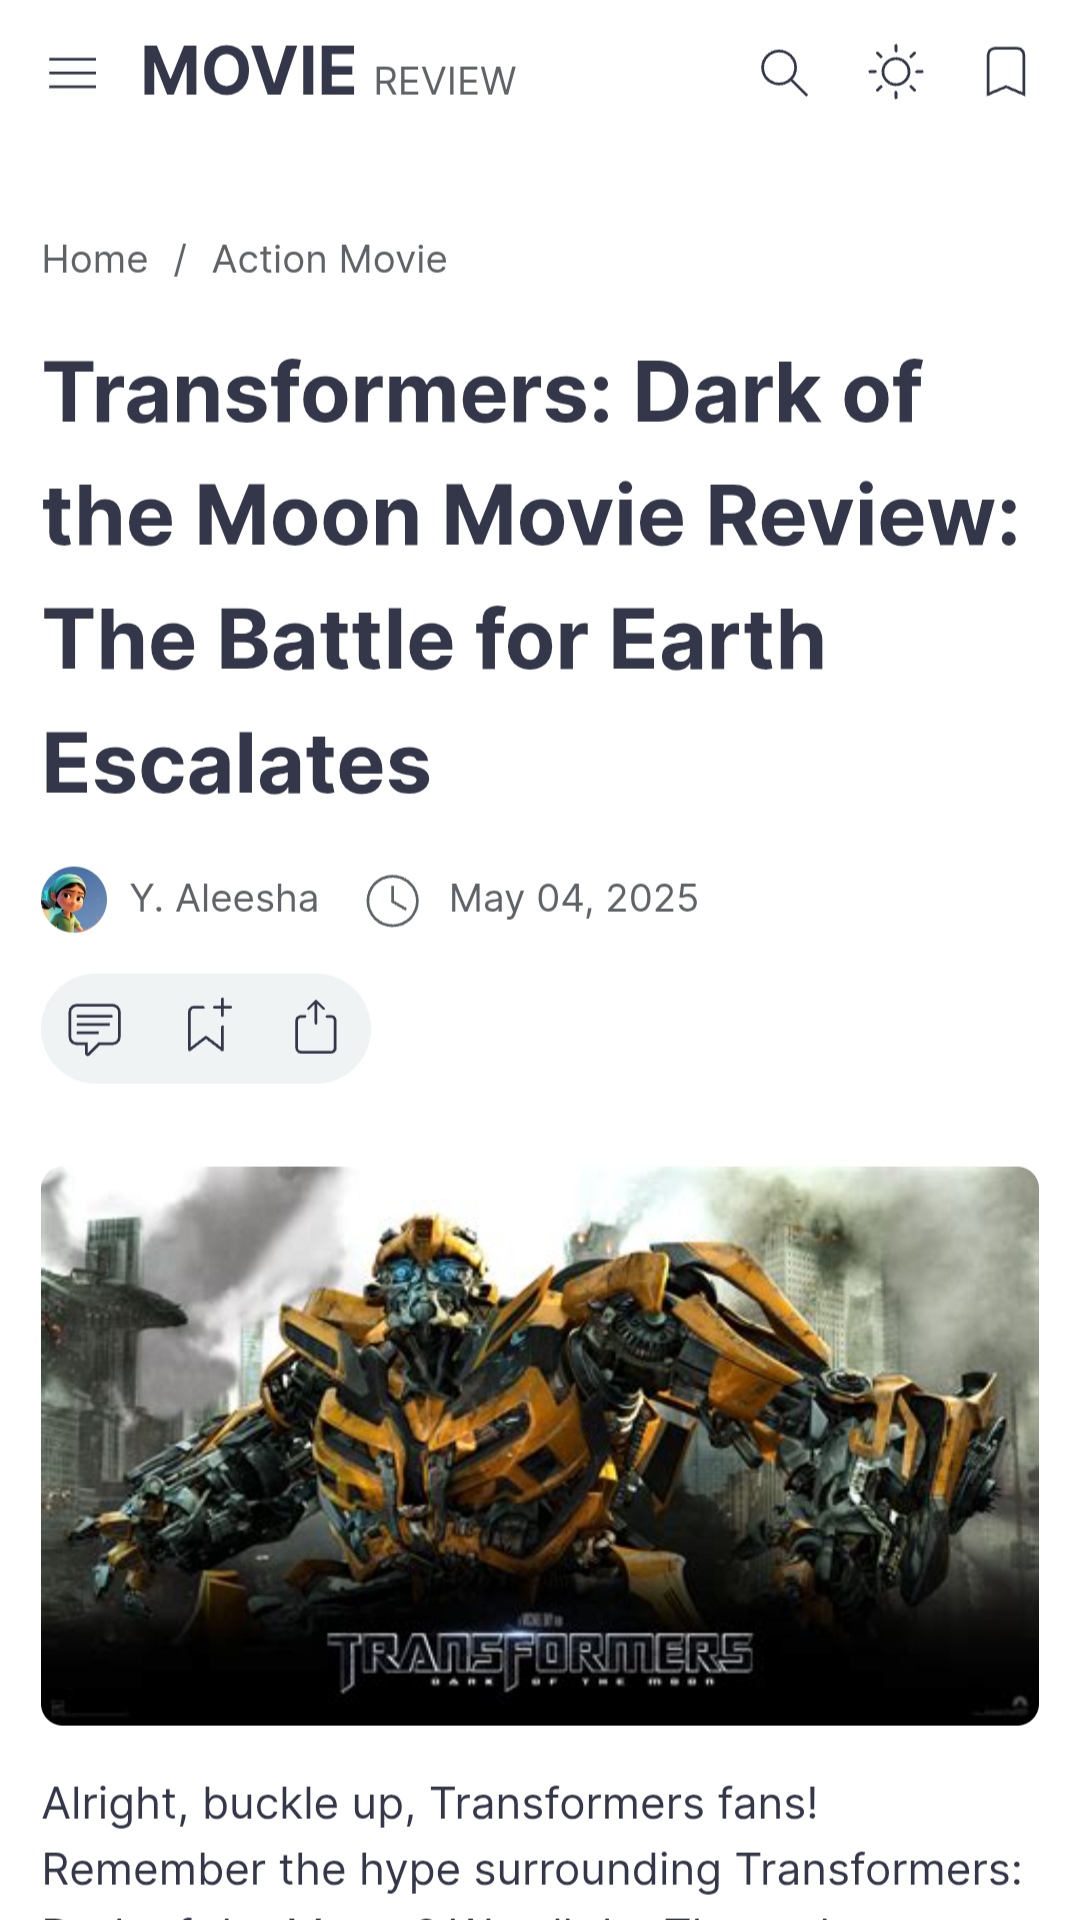 MOVIE REVIEW
Home / Action Movie
Transformers: Dark of
the Moon Movie Review:
The Battle for Earth
Escalates
Y. Aleesha May 04, 2025
TRANSFORMERS
DARK OF THE MOON
Alright, buckle up, Transformers fans!
Remember the hype surrounding Transformers: